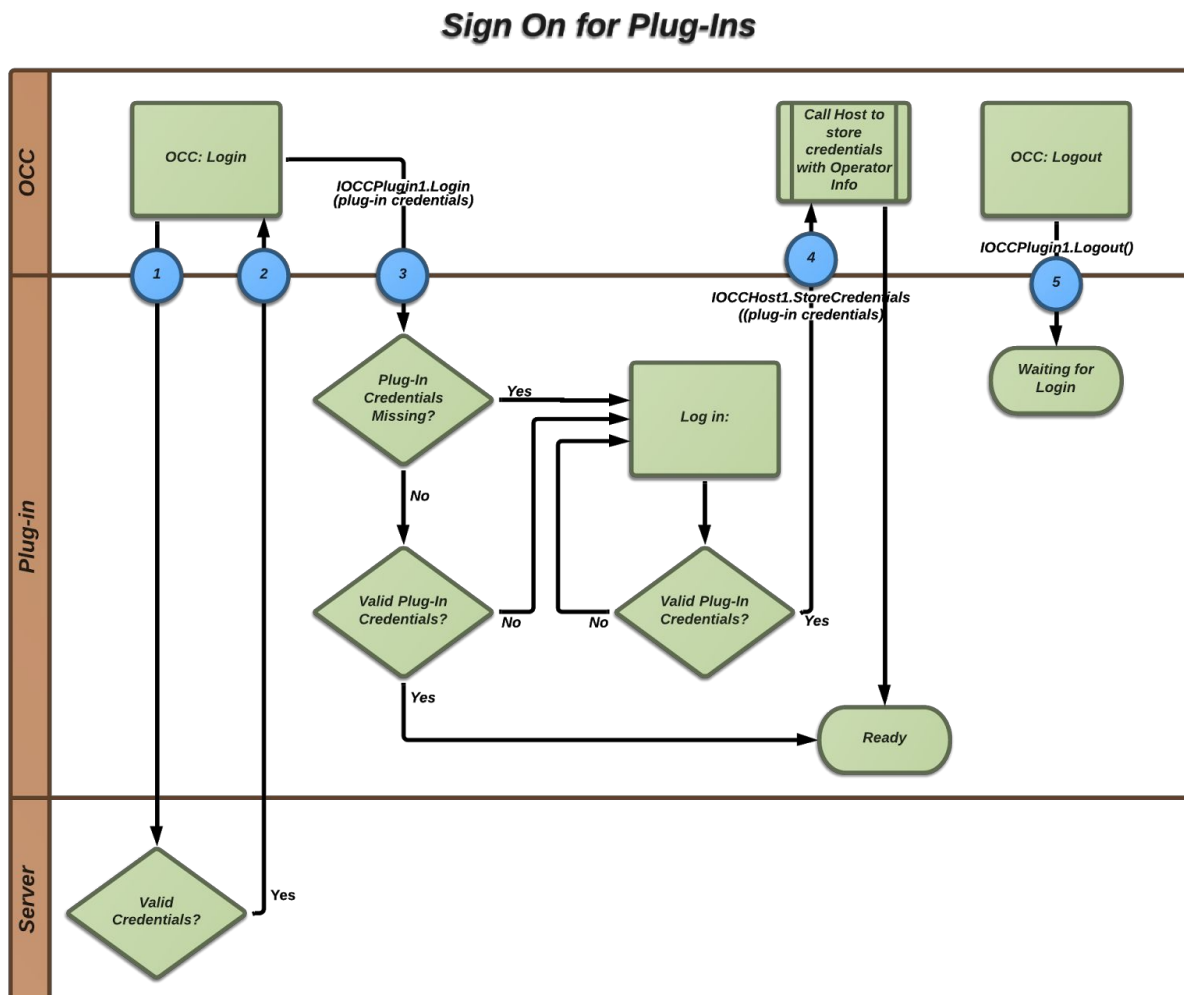 Sign On for Plug-Ins
OCC
OCC: Login
IOCCPlugin1.Login
(plug-in credentials)
Call Host to
store
credentials
with Operator
Info
OCC: Logout
IOCCPlugin1.Logout()
1
2
3
4
5
IOCCHost1.StoreCredentials
((plug-in credentials)
Plug-in
Plug-In
Credentials
Missing?
Yes
Log in:
Waiting for
Login
No
Valid Plug-In
Credentials?
No
No
Valid Plug-In
Credentials?
Yes
Yes
Ready
Server
Valid
Credentials?
Yes